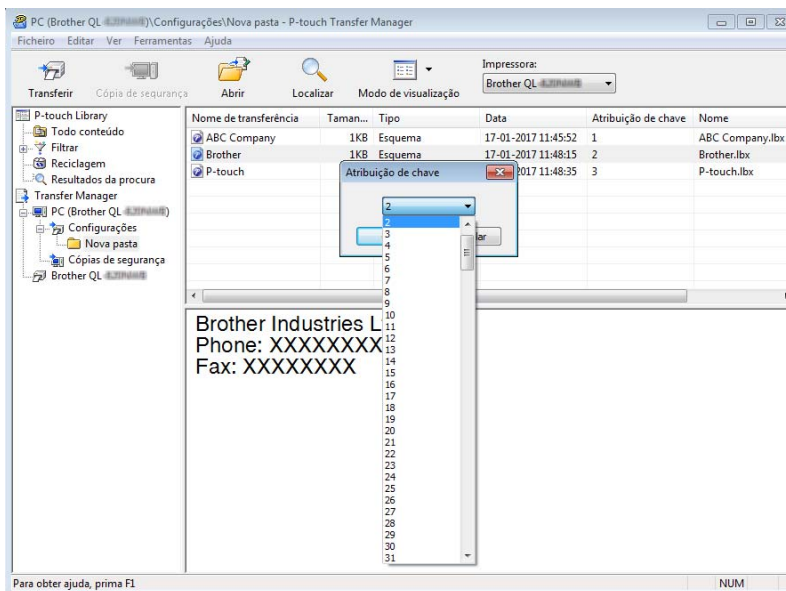 PC (Brother QL )\Configurações\Nova pasta - P-touch Transfer Manager
Ficheiro Editar Ver Ferramentas Ajuda
Transferir
Cópia de segurança
Abrir
Localizar
Modo de visualização
Impressora:
Brother QL
P-touch Library
Todo conteúdo
Filtrar
Reciclagem
Resultados da procura
Transfer Manager
PC (Brother QL )
Configurações
Nova pasta
Cópias de segurança
Brother QL
Nome de transferência Taman... Tipo Data Atribuição de chave Nome
ABC Company 1KB Esquema 17-01-2017 11:45:52 1 ABC Company.lbx
Brother 1KB Esquema 17-01-2017 11:48:15 2 Brother.lbx
P-touch 2017 11:48:35 3 P-touch.lbx
Atribuição de chave
2
2
3
4
5
6
7
8
9
10
11
12
13
14
15
16
17
18
19
20
21
22
23
24
25
26
27
28
29
30
31
Brother Industries L
Phone: XXXXXXXX
Fax: XXXXXXXX
Para obter ajuda, prima F1
NUM